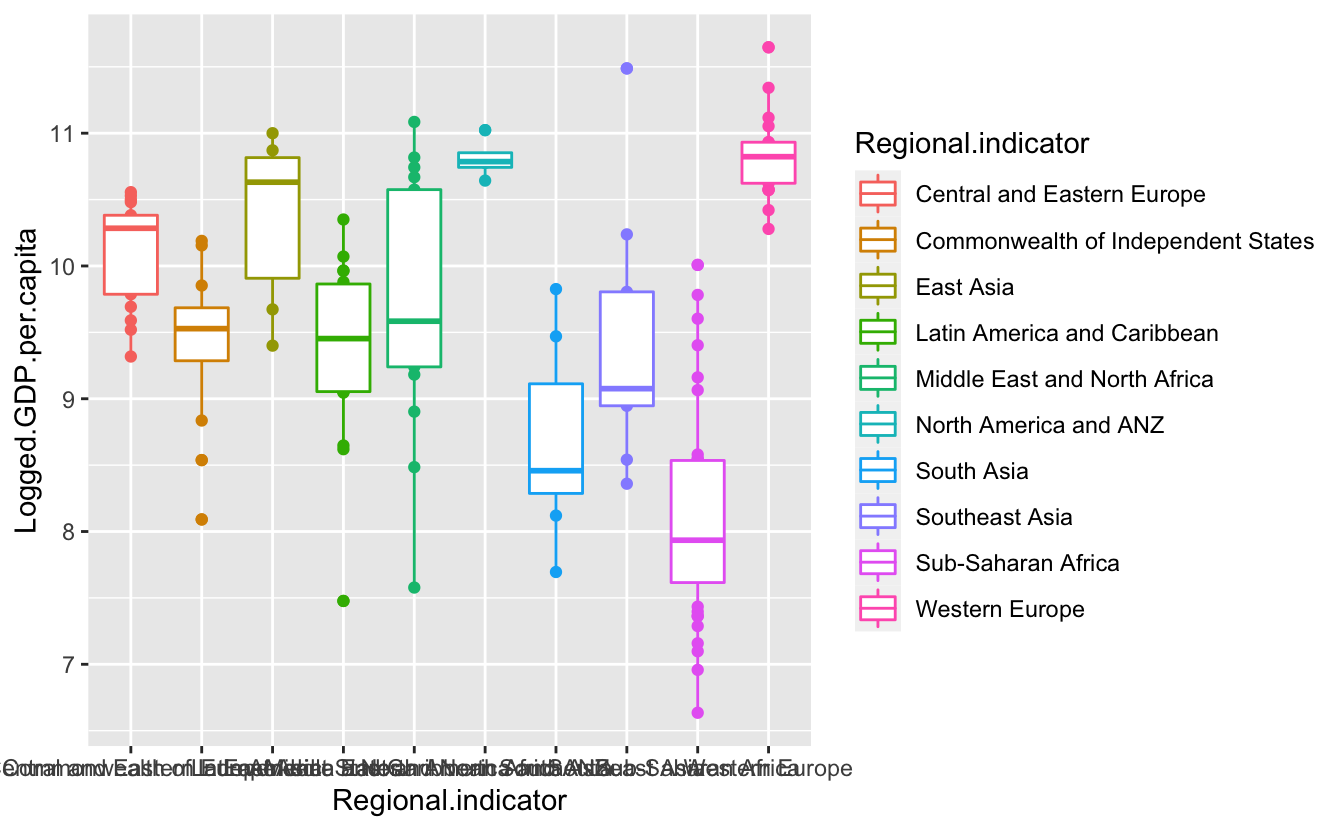 Logged.GDP.per.capita
11
10
9
8
7
Regional.indicator
Regional.indicator
Central and Eastern Europe
Commonwealth of Independent States
East Asia
Latin America and Caribbean
Middle East and North Africa
North America and ANZ
South Asia
Southeast Asia
Sub-Saharan Africa
Western Europe